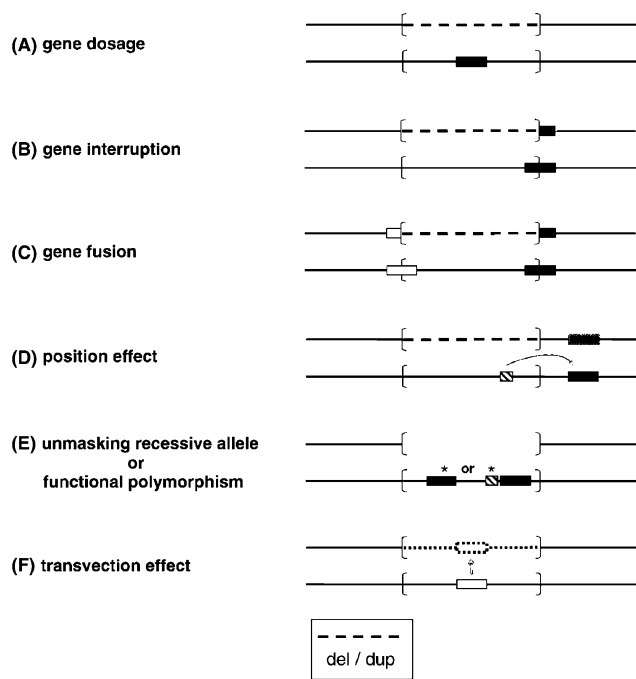 (A) gene dosage
(B) gene interruption
(C) gene fusion
(D) position effect
(E) unmasking recessive allele
or
functional polymorphism
* or *
(F) transvection effect
del / dup